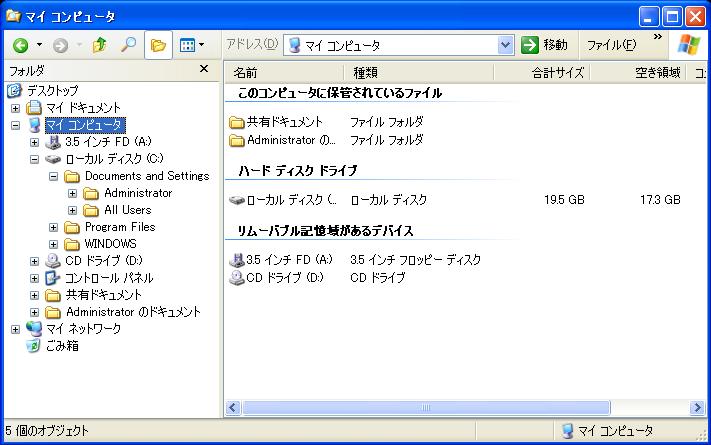 マイ コンピュータ
アドレス(D) マイ コンピュータ 移動 ファイル(F) »
フォルダ
デスクトップ
マイ ドキュメント
マイ コンピュータ
3.5 インチ FD (A:)
ローカル ディスク (C:)
Documents and Settings
Administrator
All Users
Program Files
WINDOWS
CD ドライブ (D:)
コントロール パネル
共有ドキュメント
Administrator のドキュメント
マイ ネットワーク
ごみ箱
名前 種類 合計サイズ 空き領域 コ
このコンピュータに保管されているファイル
共有ドキュメント ファイル フォルダ
Administrator の... ファイル フォルダ
ハード ディスク ドライブ
ローカル ディスク (... ローカル ディスク 19.5 GB 17.3 GB
リムーバブル記憶域があるデバイス
3.5 インチ FD (A:) 3.5 インチ フロッピー ディスク
CD ドライブ (D:) CD ドライブ
5 個のオブジェクト マイ コンピュータ